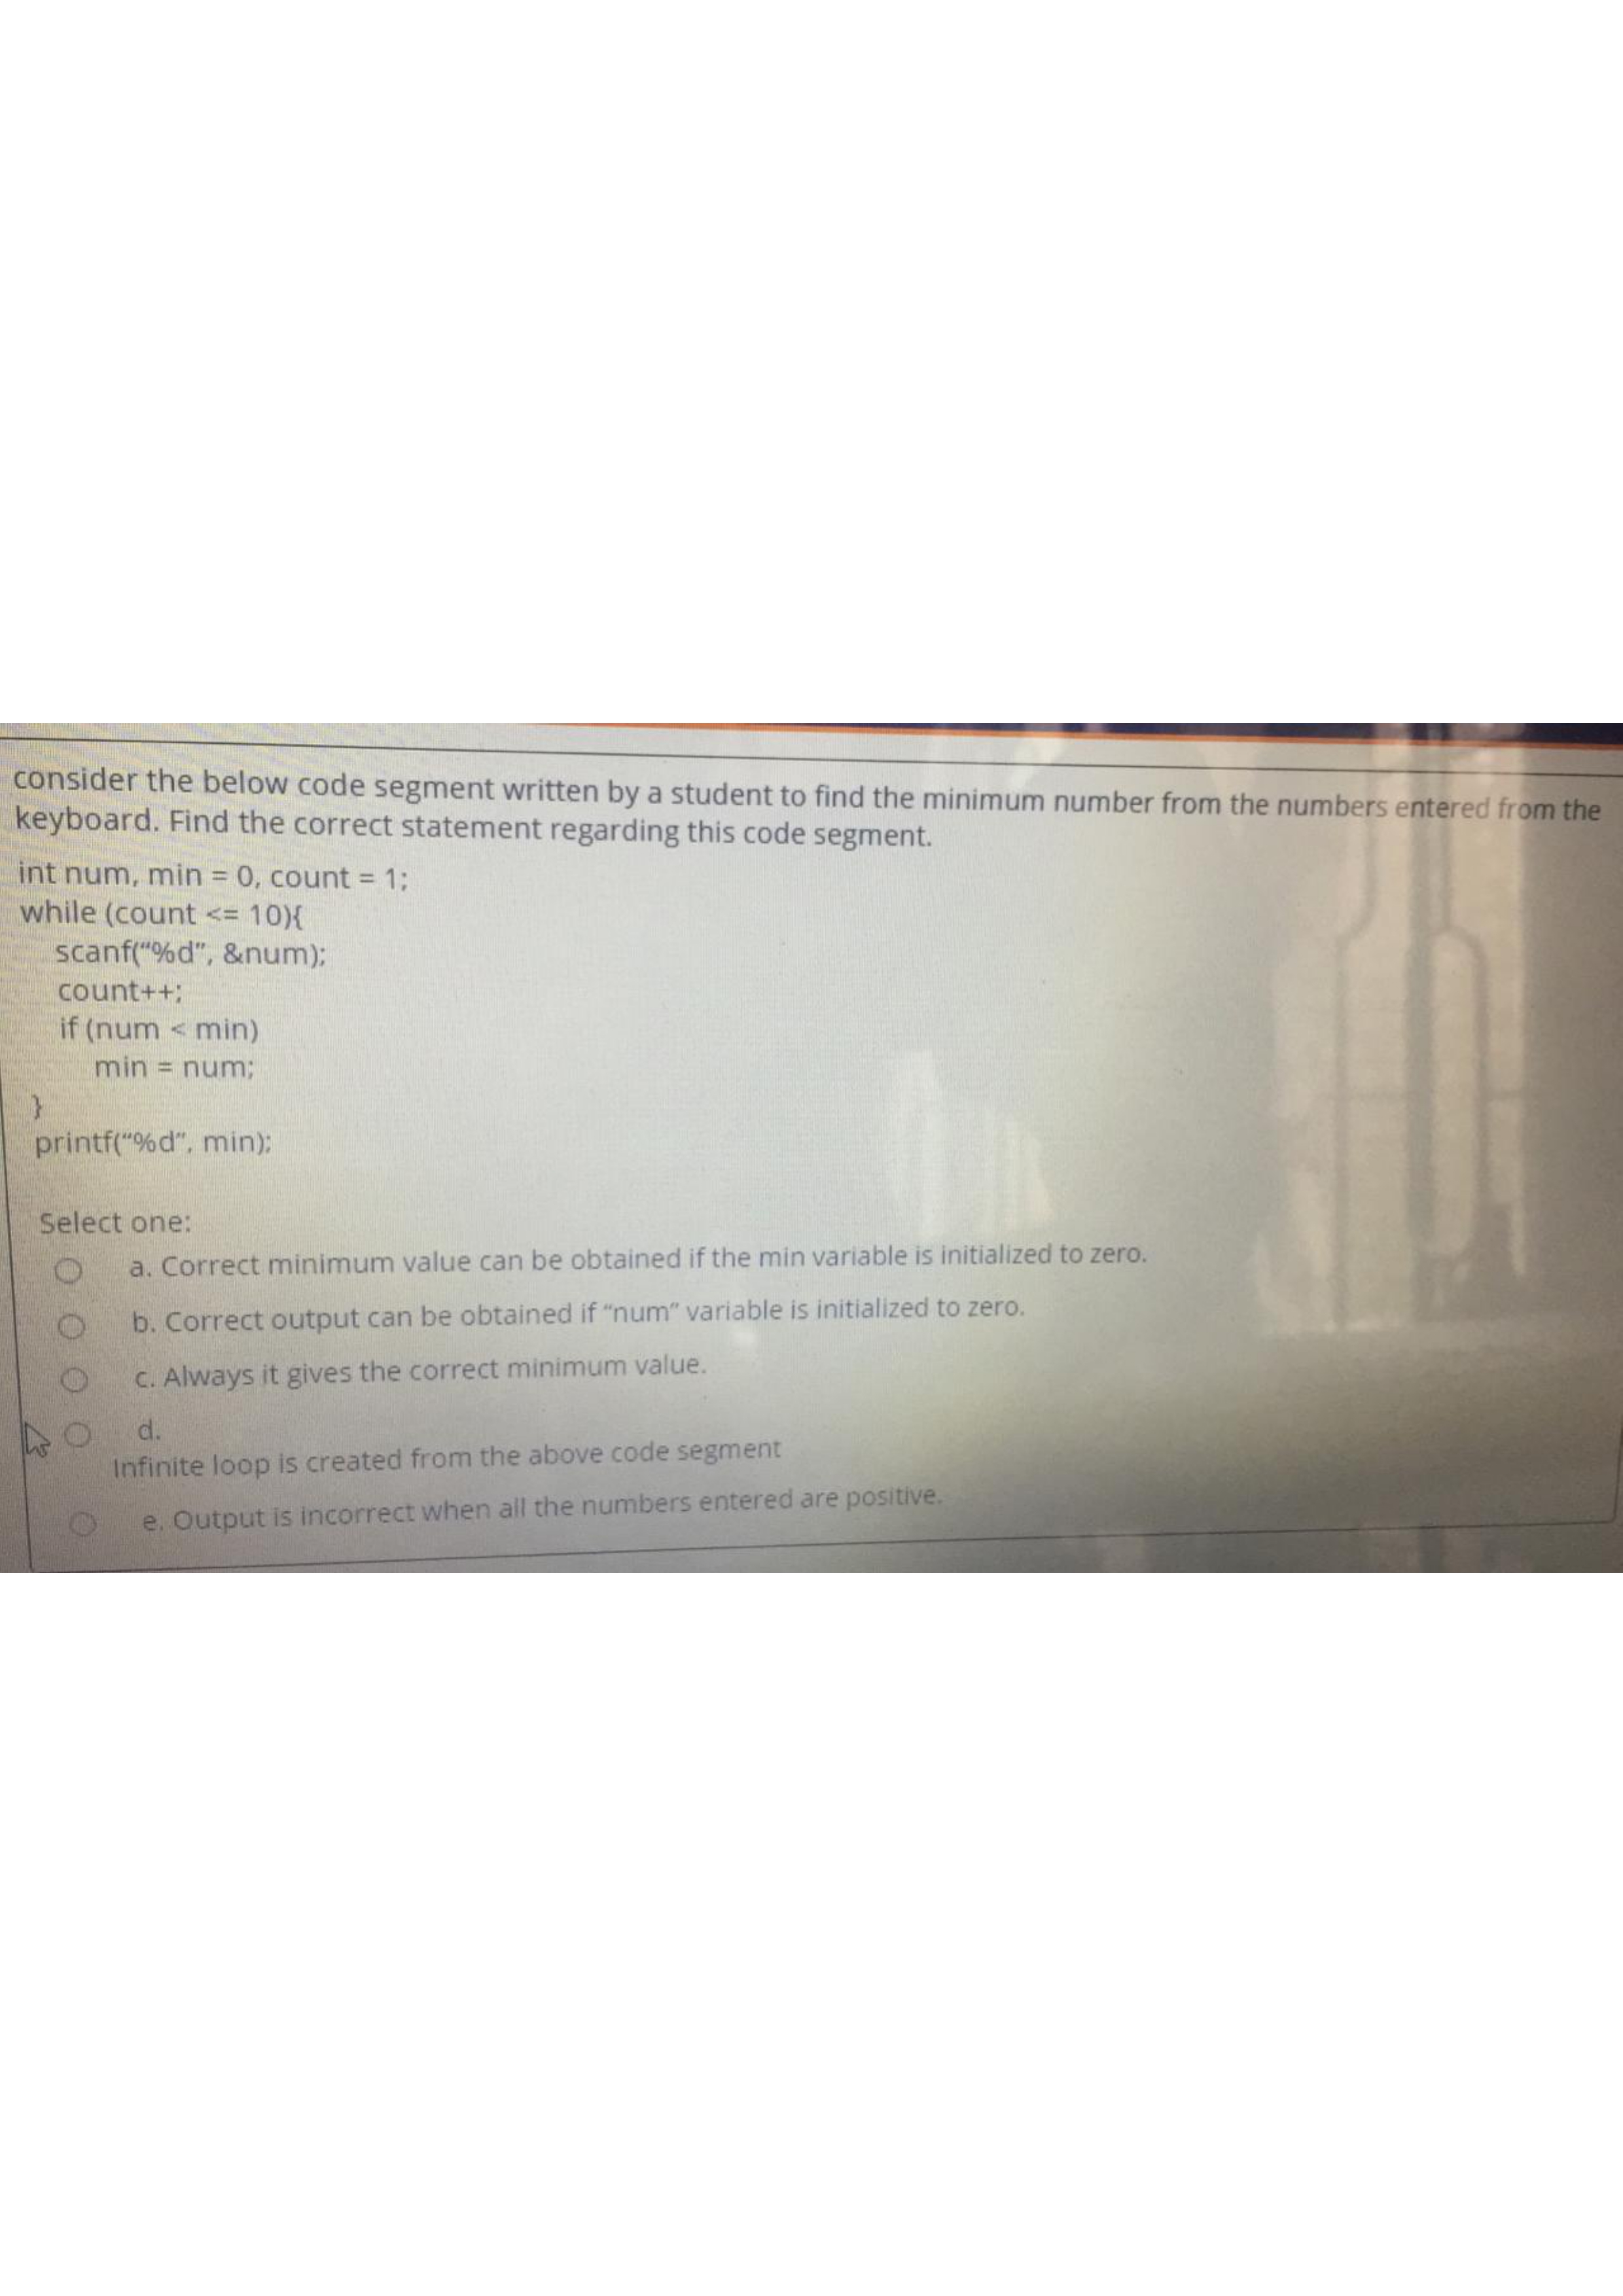 consider the below code segment written by a student to find the minimum number from the numbers entered from the
keyboard. Find the correct statement regarding this code segment.
int num, min = 0, count = 1;
while (count <= 10){
scanf("%d", &num);
count++;
if (num < min)
min = num;
}
printf("%d", min);
Select one:
a. Correct minimum value can be obtained if the min variable is initialized to zero.
b. Correct output can be obtained if "num" variable is initialized to zero.
c. Always it gives the correct minimum value.
d.
Infinite loop is created from the above code segment
e. Output is incorrect when all the numbers entered are positive.